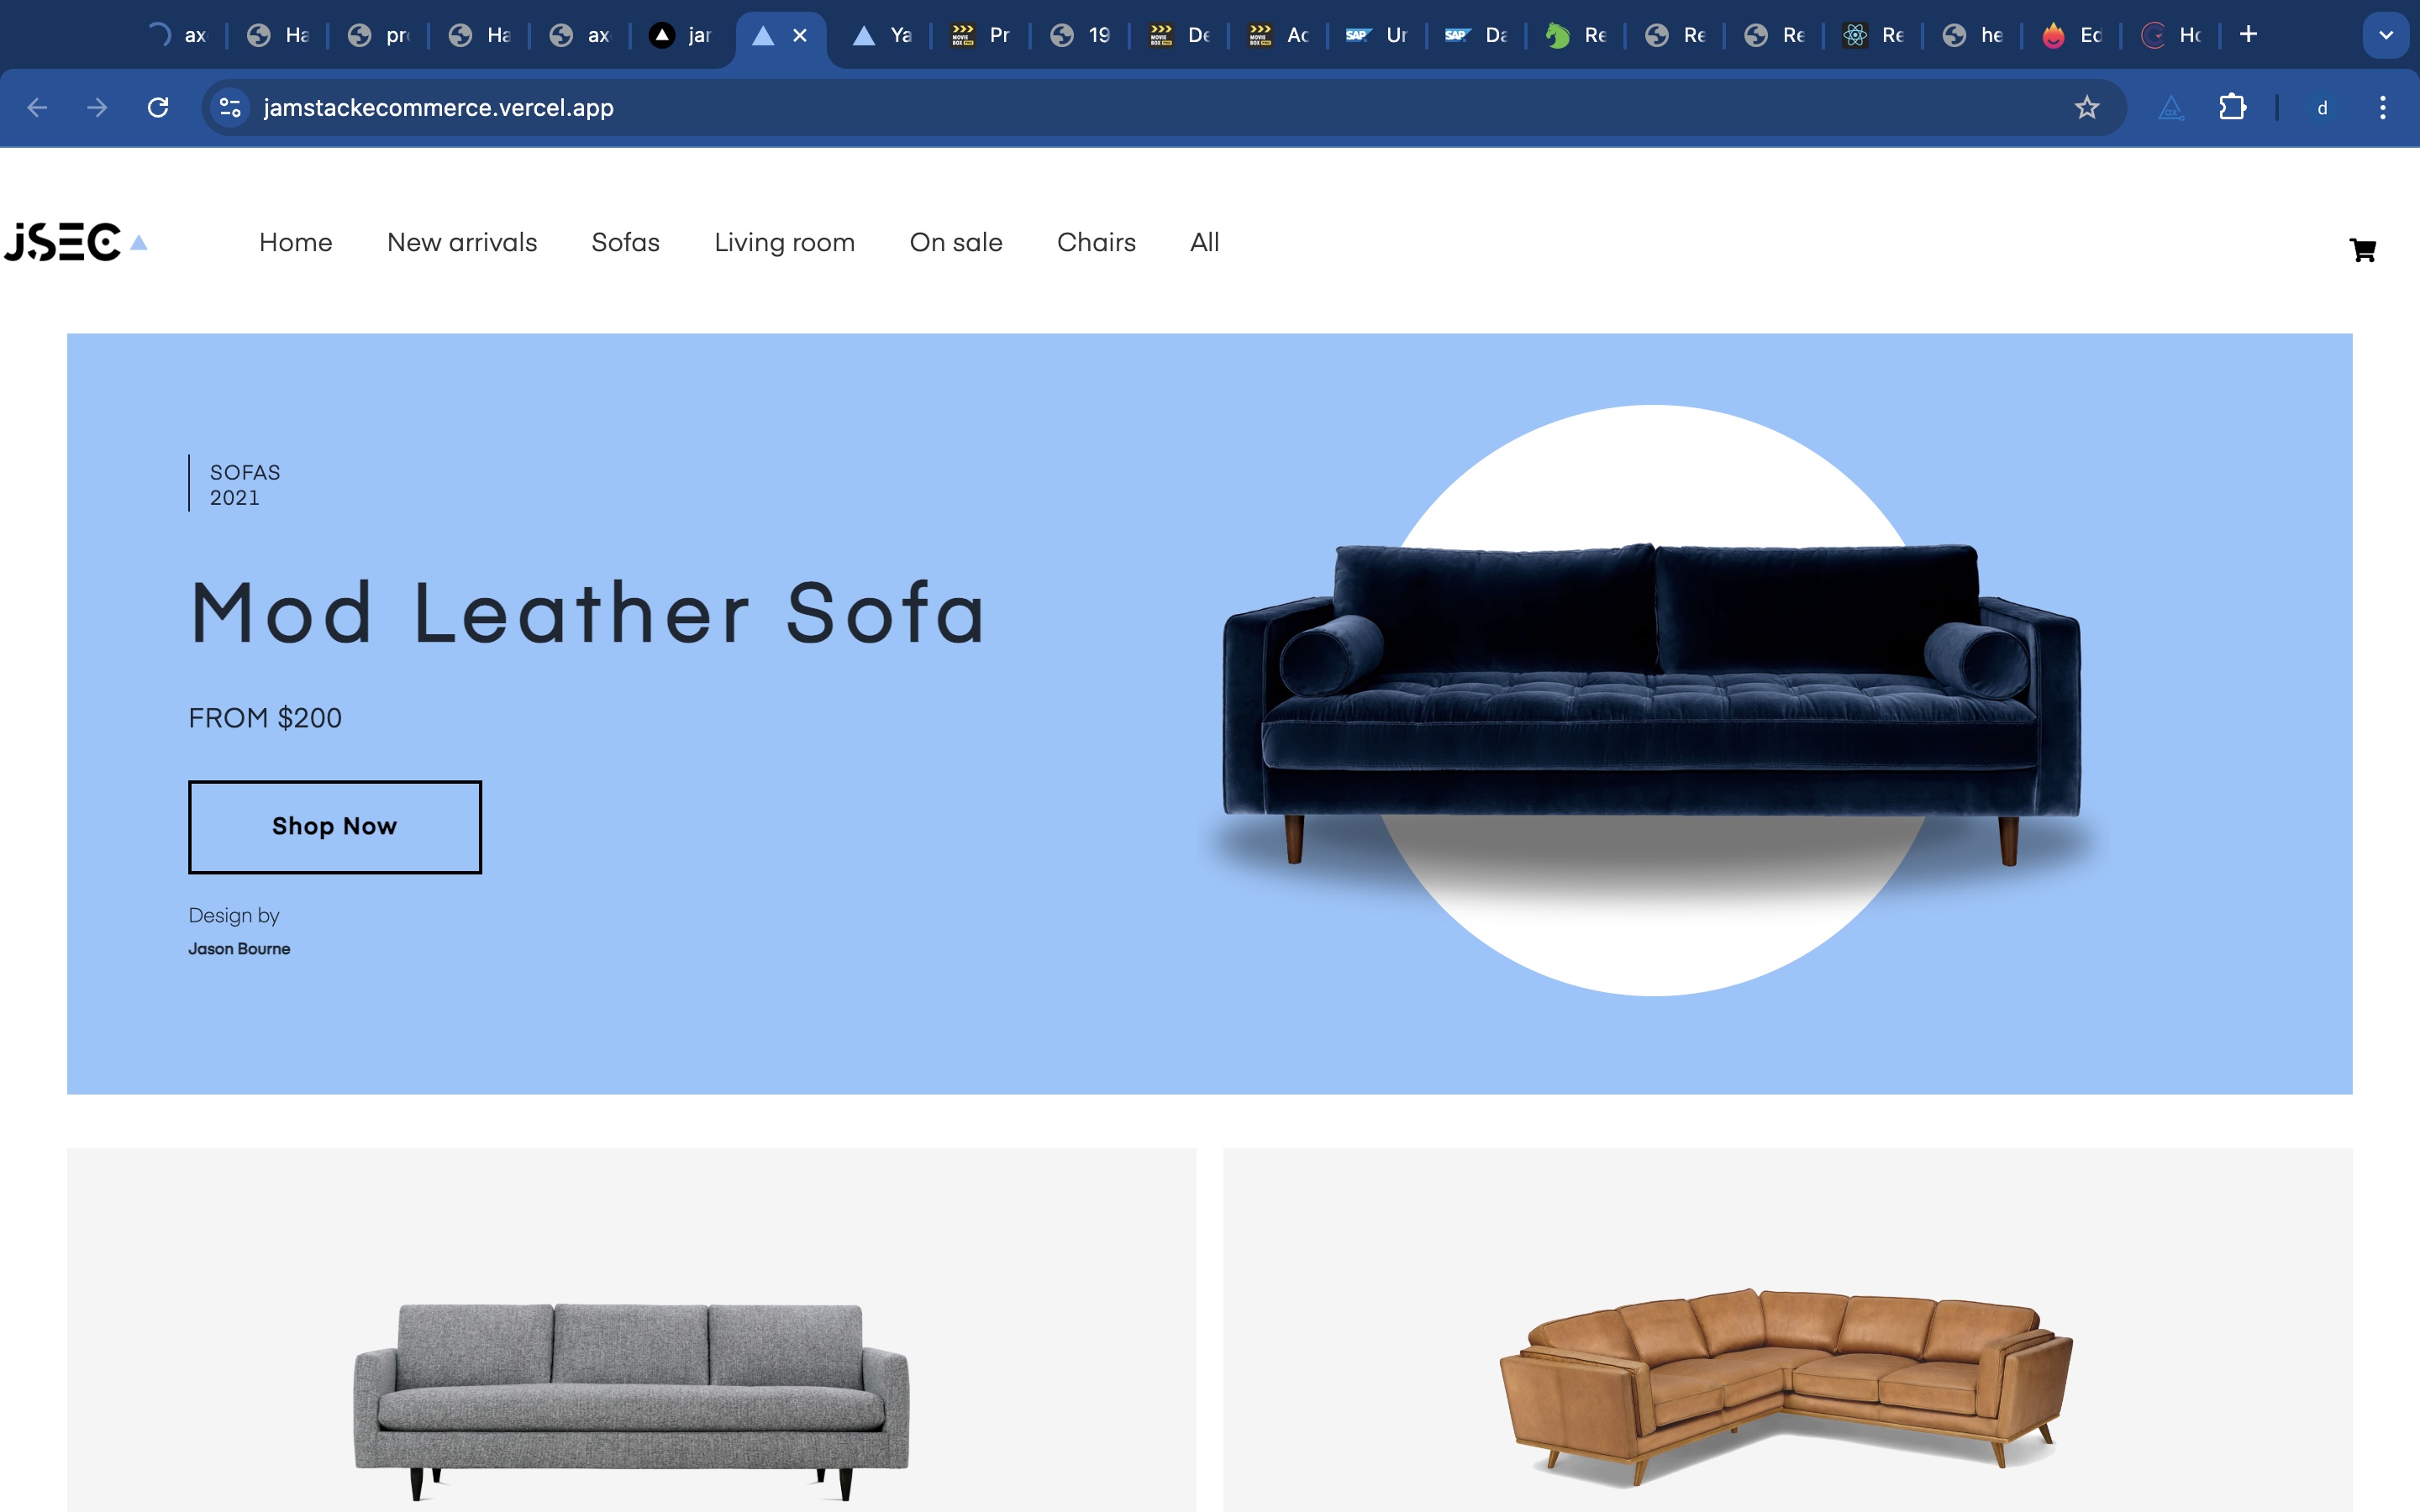 ax Ha pr Ha ax jar Ya Pr 19 De Ac Ur Da Re Re Re Re he Ed Ho
jamstackecommerce.vercel.app
d
jSEC
Home New arrivals Sofas Living room On sale Chairs All
SOFAS
2021
Mod Leather Sofa
FROM $200
Shop Now
Design by
Jason Bourne